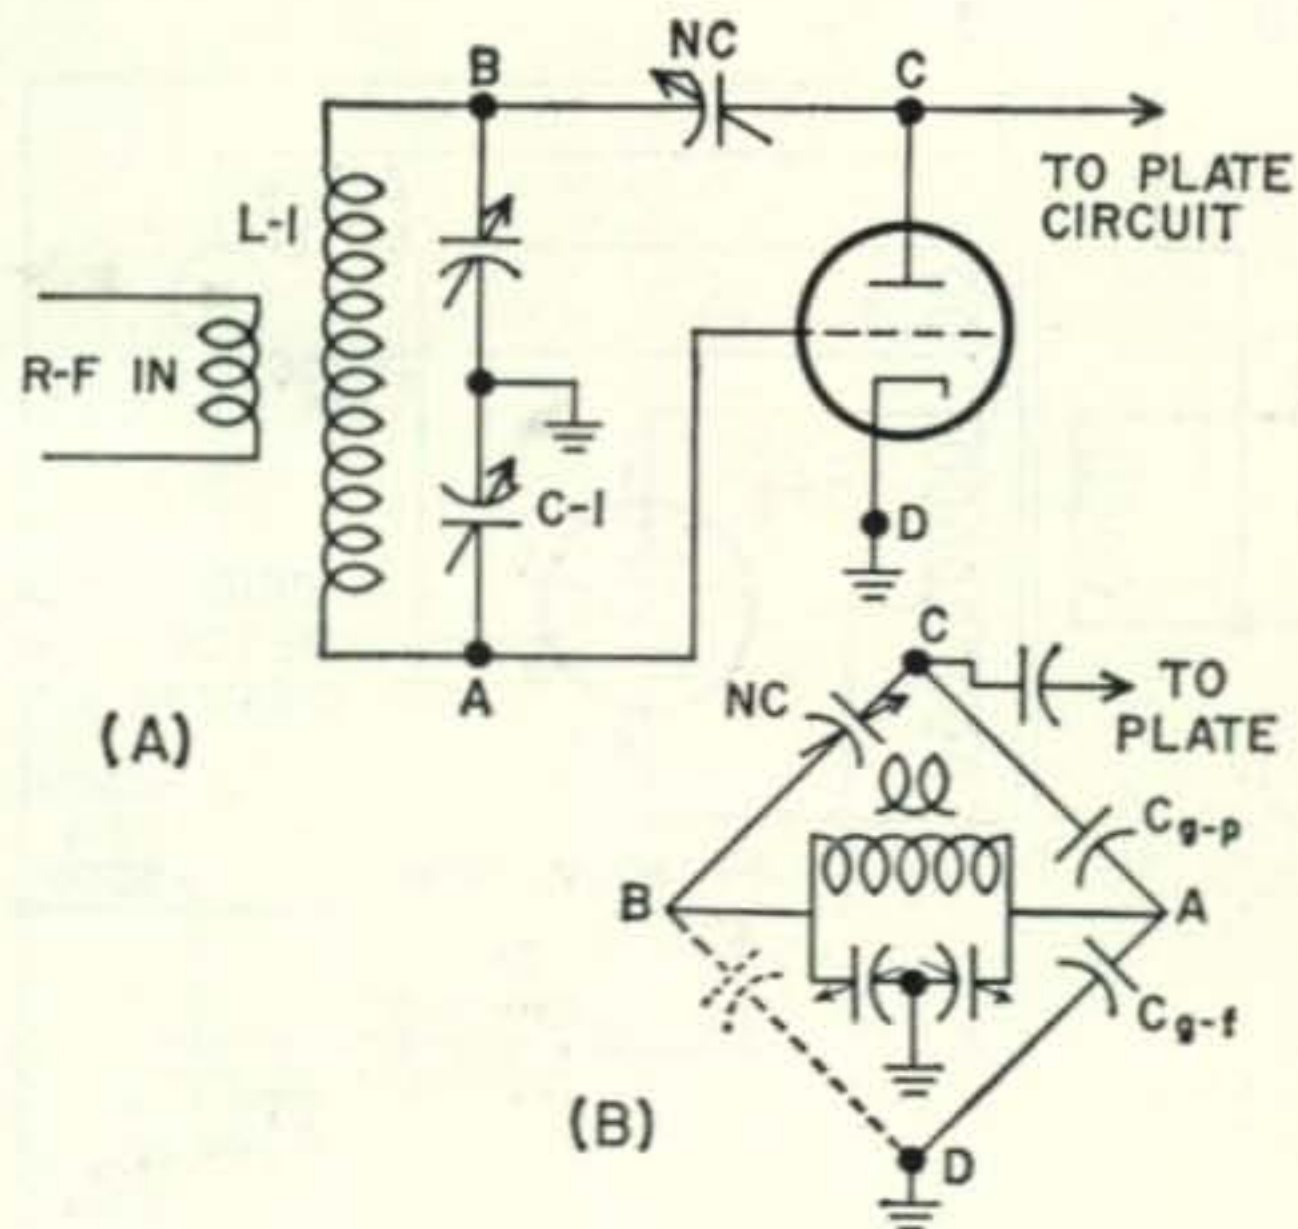 B
NC
C
TO PLATE
CIRCUIT
L-1
R-F IN
C-1
D
A
(A)
C
NC
TO
PLATE
Cg-p
B
A
Cg-f
(B)
D